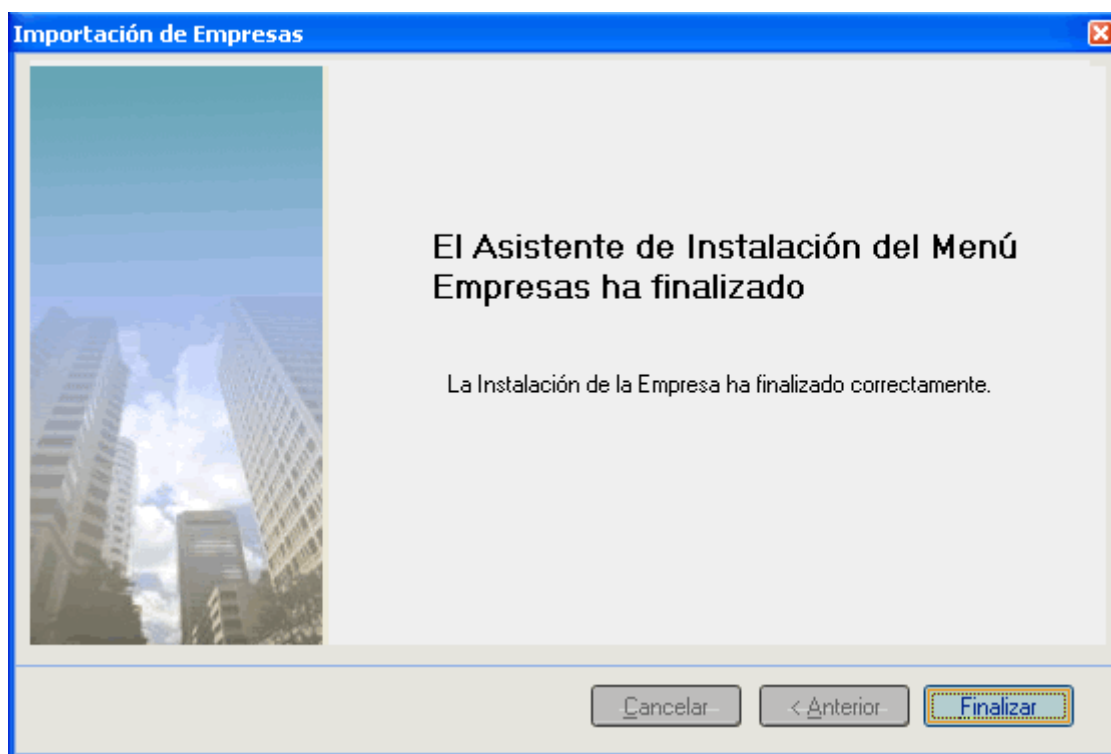 Importación de Empresas
El Asistente de Instalación del Menú
Empresas ha finalizado
La Instalación de la Empresa ha finalizado correctamente.
Cancelar
< Anterior
Finalizar